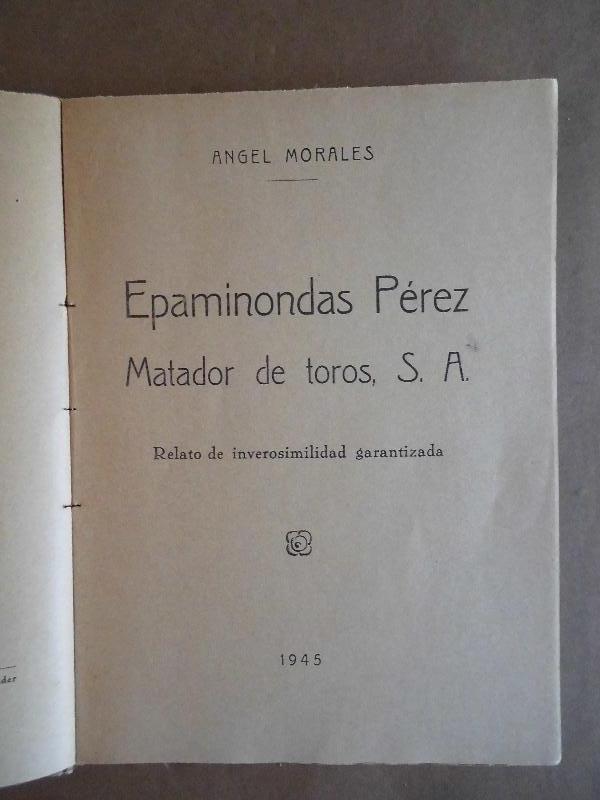 ANGEL MORALES
Epaminondas Pérez
Matador de toros, S. A.
Relato de inverosimilidad garantizada
1945